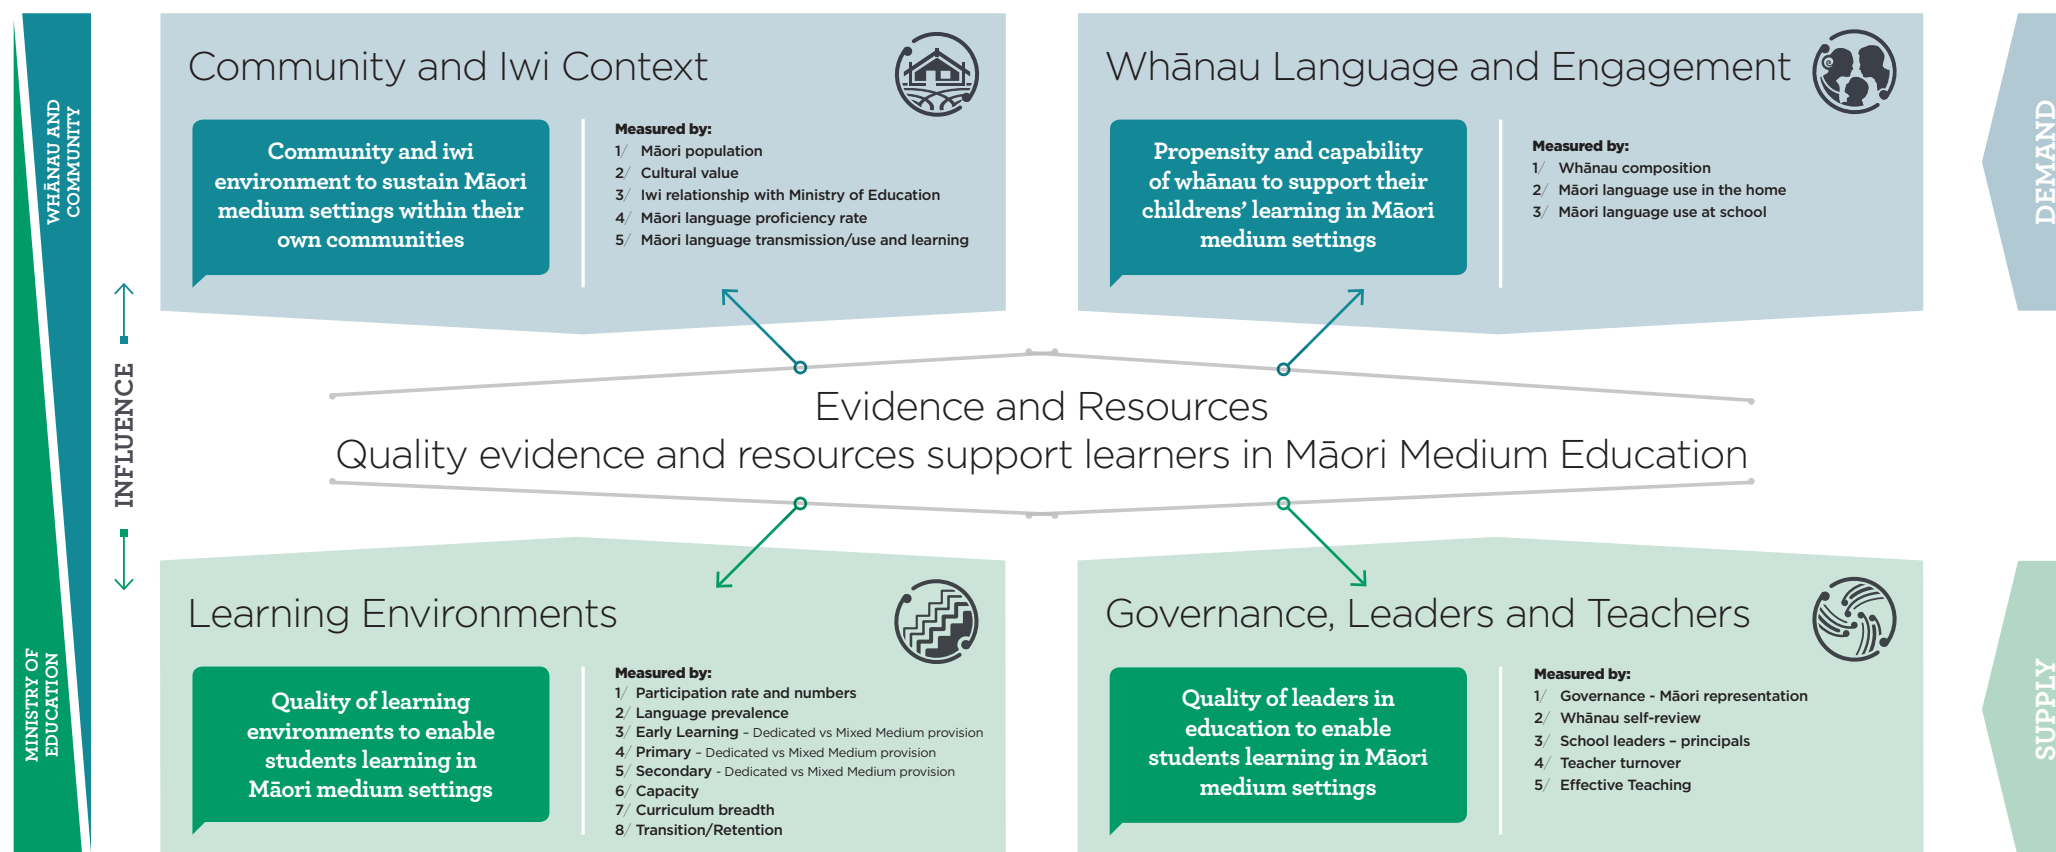 WHĀNAU AND
COMMUNITY
INFLUENCE
MINISTRY OF
EDUCATION
Community and Iwi Context
Community and iwi
environment to sustain Māori
medium settings within their
own communities
Measured by:
1/ Māori population
2/ Cultural value
3/ Iwi relationship with Ministry of Education
4/ Māori language proficiency rate
5/ Māori language transmission/use and learning
Whānau Language and Engagement
Propensity and capability
of whānau to support their
childrens' learning in Māori
medium settings
Measured by:
1/ Whānau composition
2/ Māori language use in the home
3/ Māori language use at school
DEMAND
Evidence and Resources
Quality evidence and resources support learners in Māori Medium Education
Learning Environments
Quality of learning
environments to enable
students learning in
Māori medium settings
Measured by:
1/ Participation rate and numbers
2/ Language prevalence
3/ Early Learning – Dedicated vs Mixed Medium provision
4/ Primary – Dedicated vs Mixed Medium provision
5/ Secondary - Dedicated vs Mixed Medium provision
6/ Capacity
7/ Curriculum breadth
8/ Transition/Retention
Governance, Leaders and Teachers
Quality of leaders in
education to enable
students learning in Māori
medium settings
Measured by:
1/ Governance - Māori representation
2/ Whānau self-review
3/ School leaders – principals
4/ Teacher turnover
5/ Effective Teaching
SUPPLY